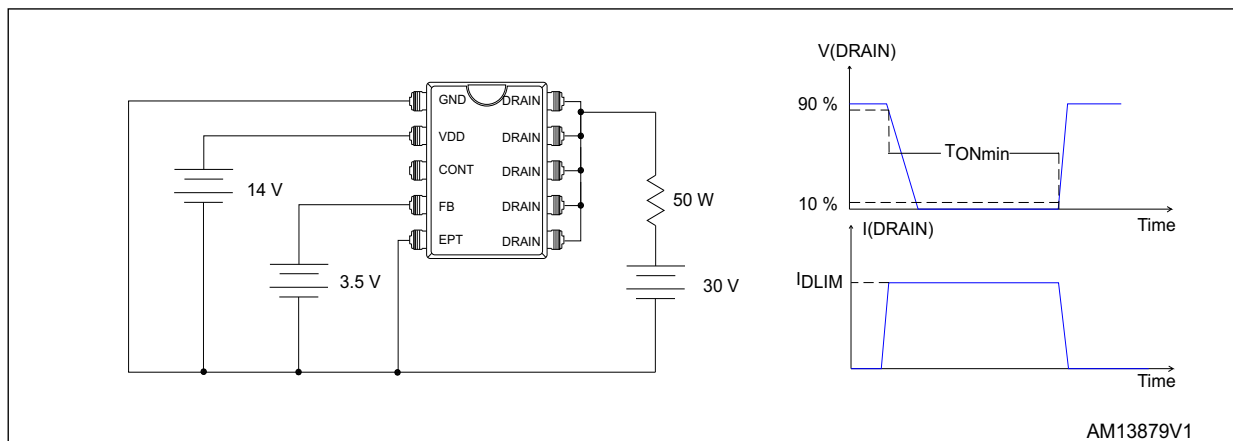 GND
VDD
CONT
FB
EPT
DRAIN
DRAIN
DRAIN
DRAIN
DRAIN
14 V
3.5 V
50 W
30 V
V(DRAIN)
90 %
TONmin
10 %
Time
I(DRAIN)
IDLIM
Time
AM13879V1